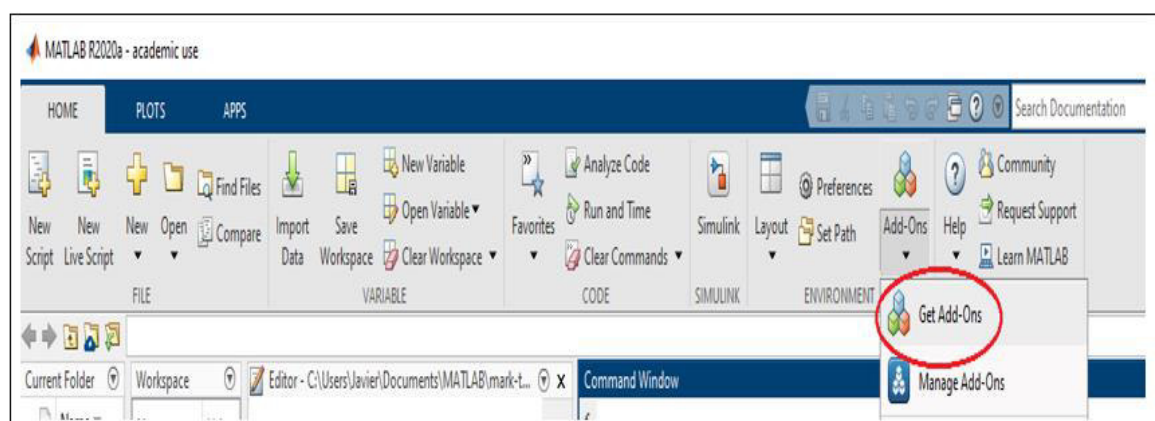 MATLAB R2020a - academic use
HOME PLOTS APPS
Search Documentation
New Script
New Live Script
New
Open
Find Files
Compare
FILE
Import Data
Save Workspace
New Variable
Open Variable
Clear Workspace
VARIABLE
Favorites
Analyze Code
Run and Time
Clear Commands
CODE
Simulink
SIMULINK
Layout
Preferences
Set Path
Add-Ons
ENVIRONMENT
Help
Community
Request Support
Learn MATLAB
Get Add-Ons
Manage Add-Ons
Current Folder
Workspace
Editor - C:\Users\Javier\Documents\MATLAB\mark-t... x
Command Window